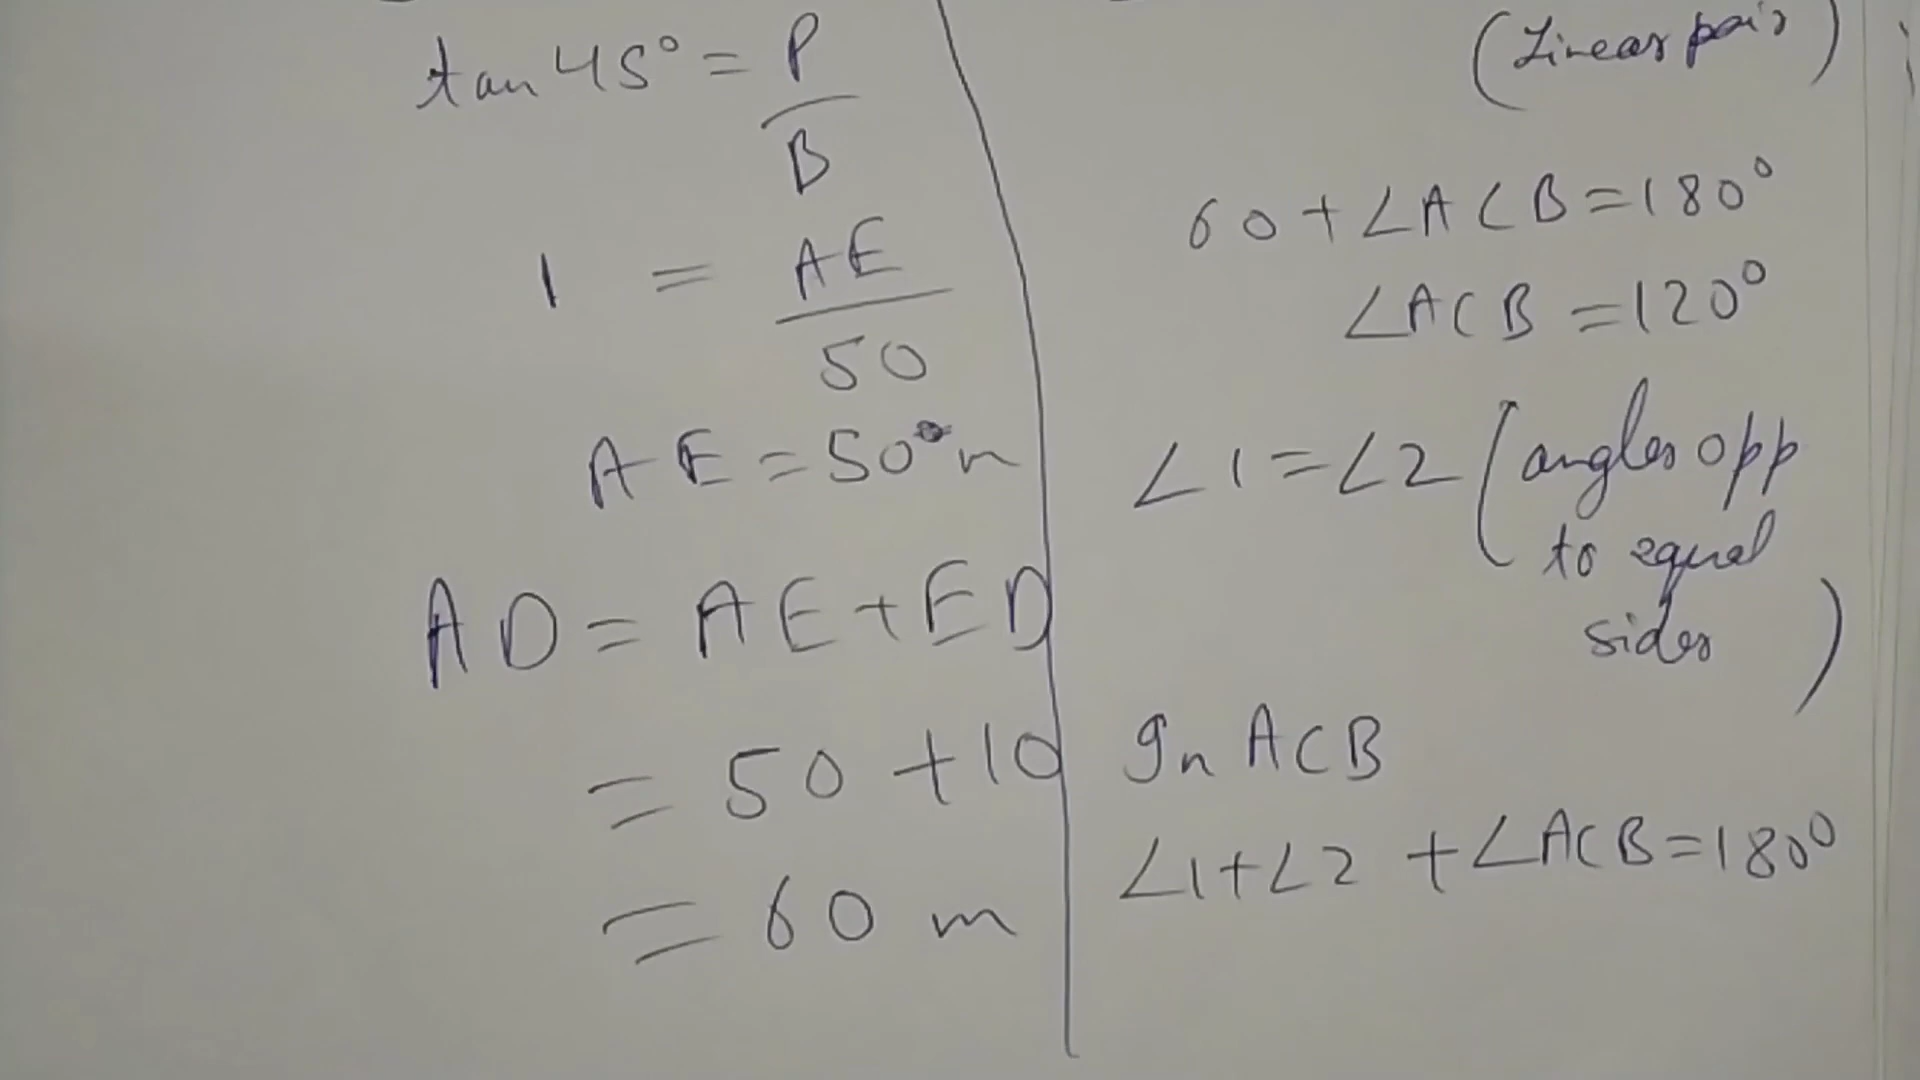 tan 45° = P
B
1 = AE
50
AE = 50 m
AD = AE + ED
= 50 + 10
= 60 m
(Linear pair)
60 + ∠ACB = 180°
∠ACB = 120°
∠1 = ∠2 (angles opp
to equal
sides)
In ACB
∠1 + ∠2 + ∠ACB = 180°